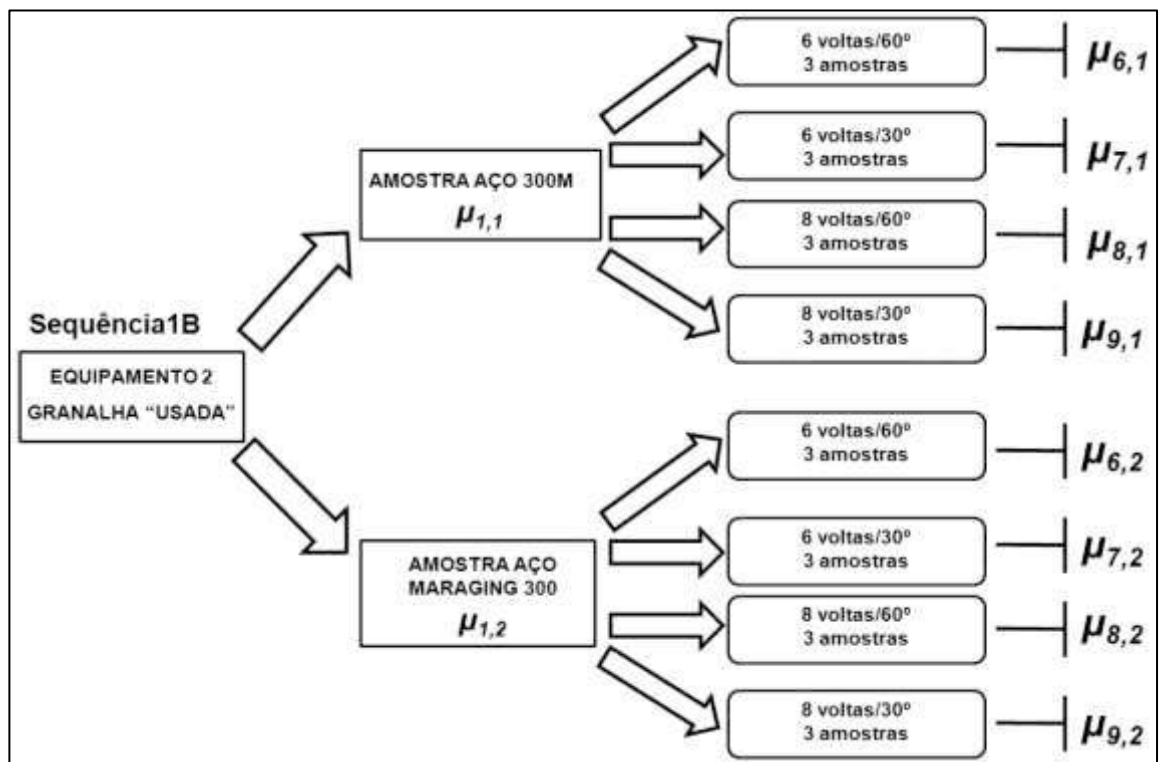 Sequência1B
EQUIPAMENTO 2
GRANALHA “USADA”
AMOSTRA AÇO 300M
μ1,1
6 voltas/60º
3 amostras
μ6,1
6 voltas/30º
3 amostras
μ7,1
8 voltas/60º
3 amostras
μ8,1
8 voltas/30º
3 amostras
μ9,1
AMOSTRA AÇO
MARAGING 300
μ1,2
6 voltas/60º
3 amostras
μ6,2
6 voltas/30º
3 amostras
μ7,2
8 voltas/60º
3 amostras
μ8,2
8 voltas/30º
3 amostras
μ9,2